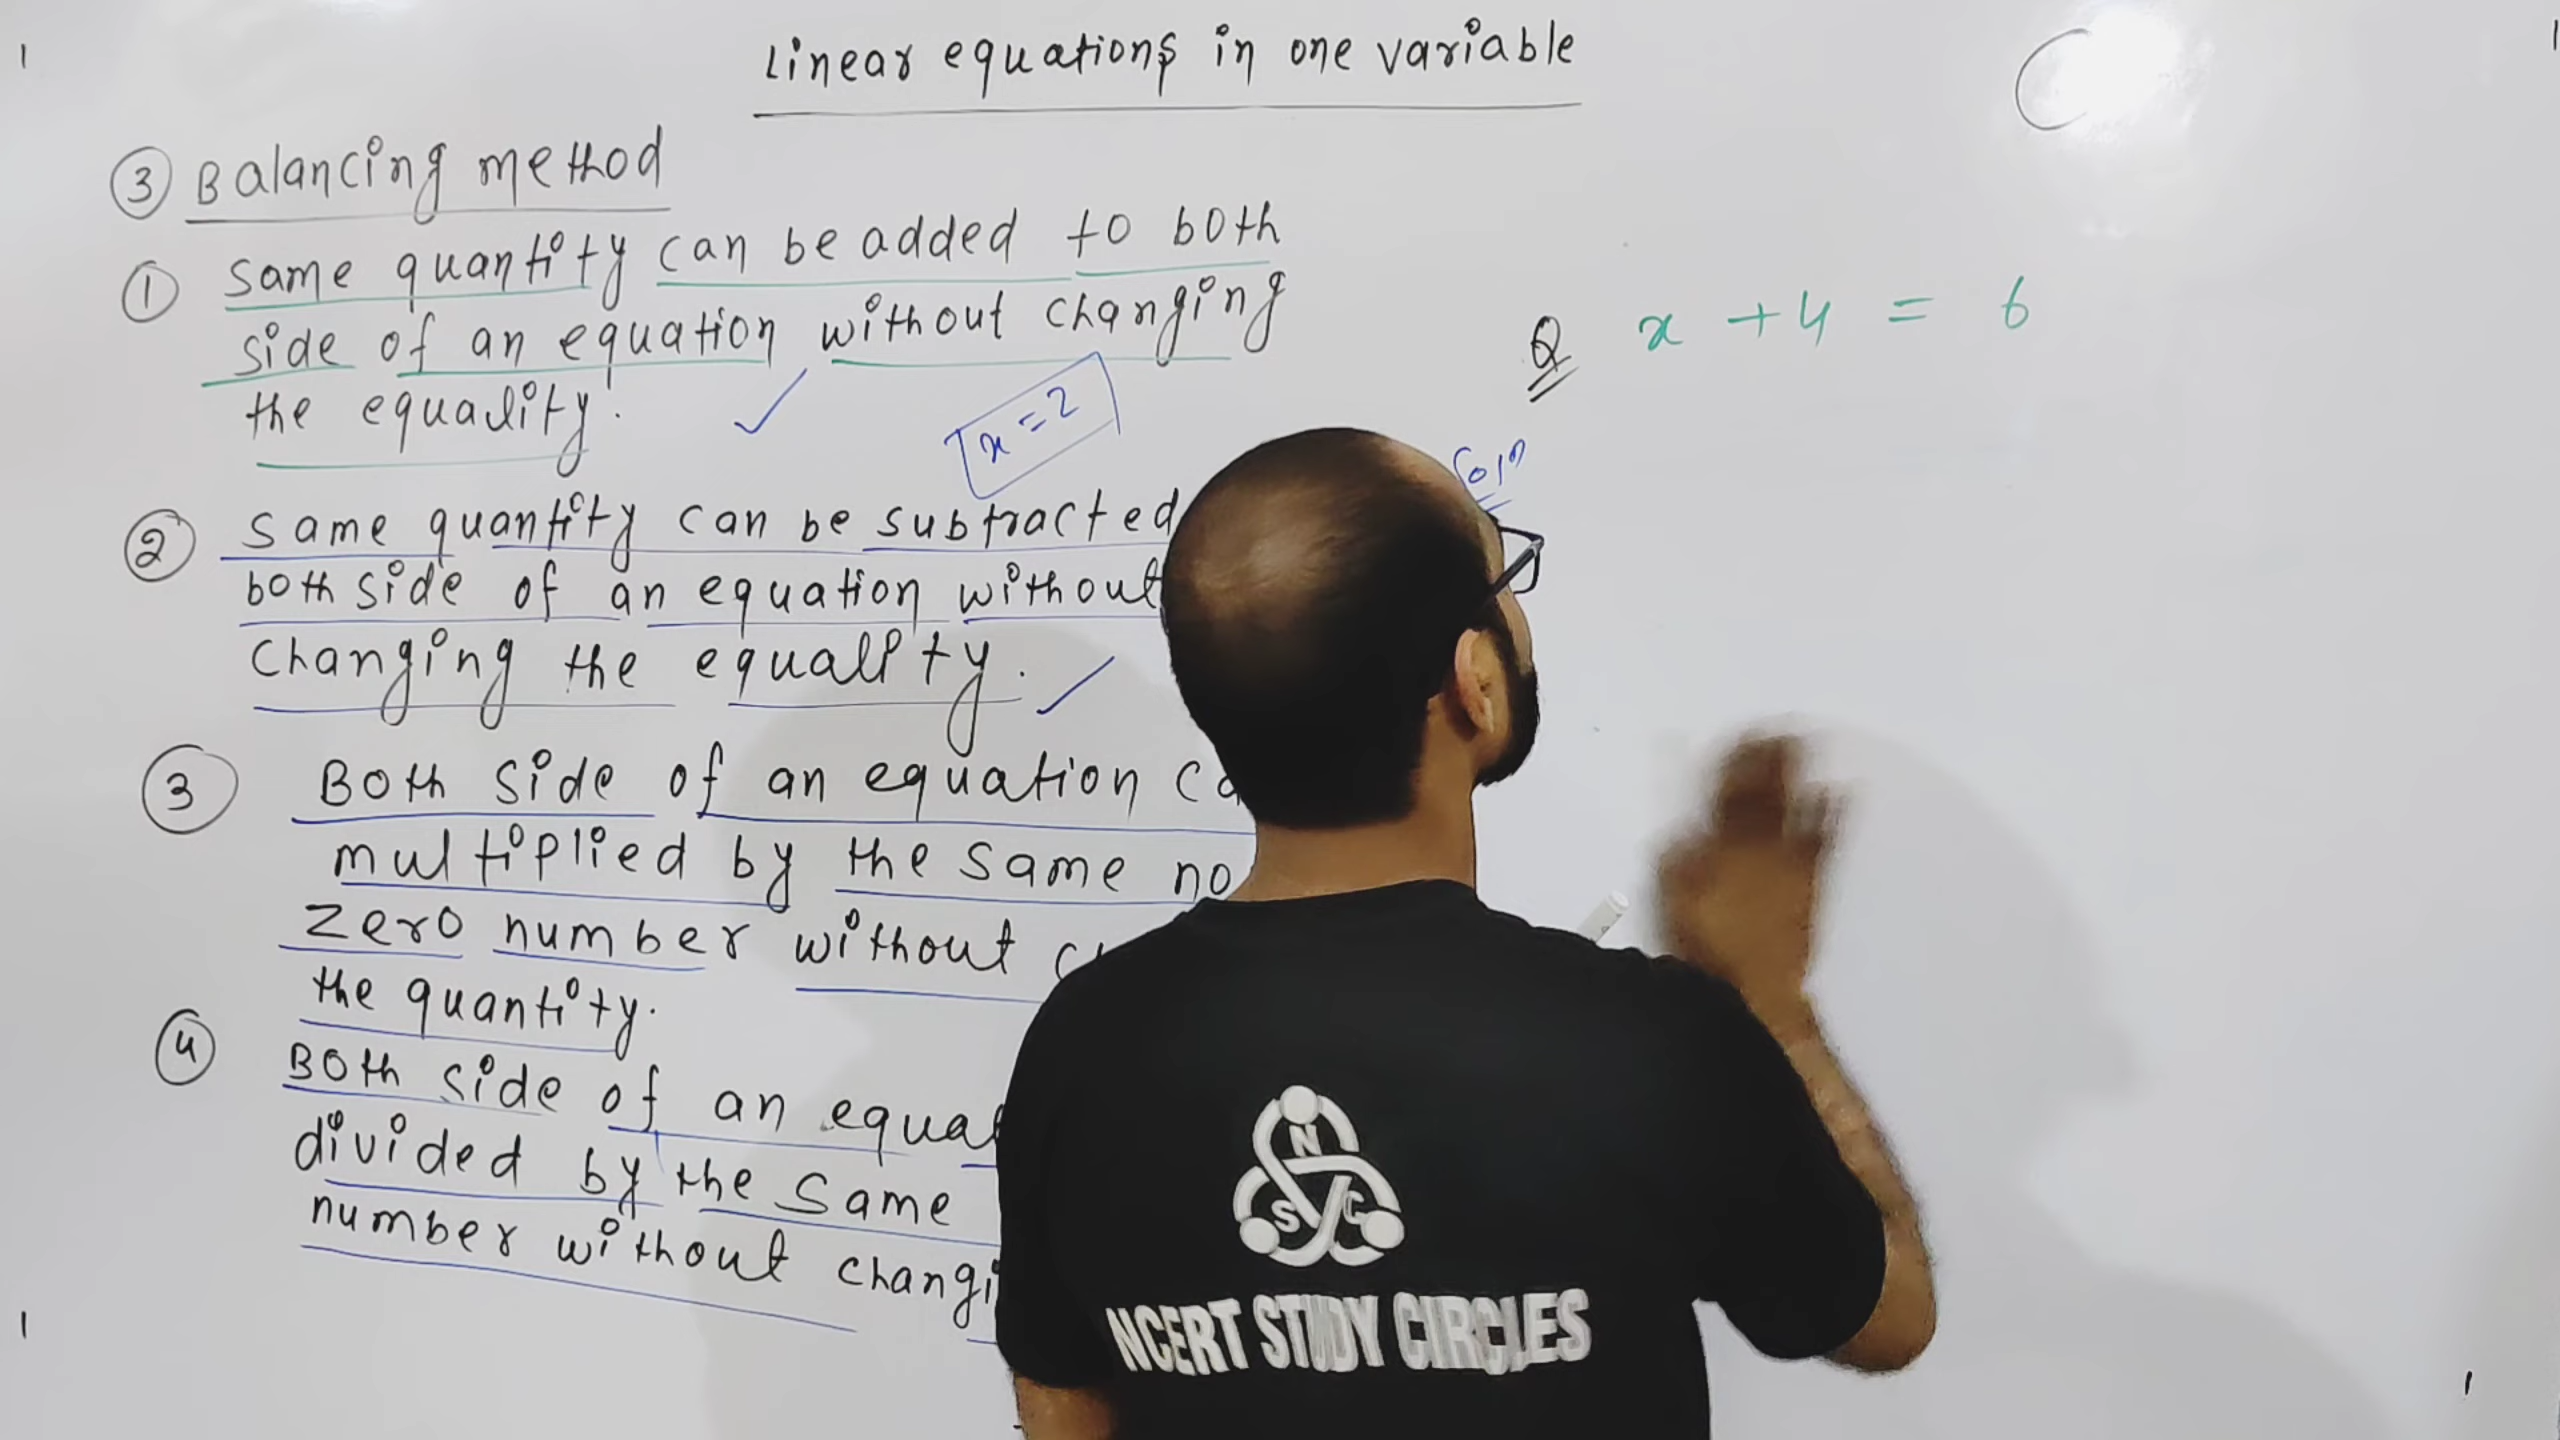 Linear equations in one variable
③ Balancing method
① Same quantity can be added to both
side of an equation without changing
the equality.
x = 2
② Same quantity can be subtracted
both side of an equation without
changing the equality.
③ Both side of an equation
multiplied by the same
zero number without
the quantity.
④ Both side of an
divided by the same
number without
Q x + 4 = 6
Soln
N
S C
NCERT STUDY CIRCLES